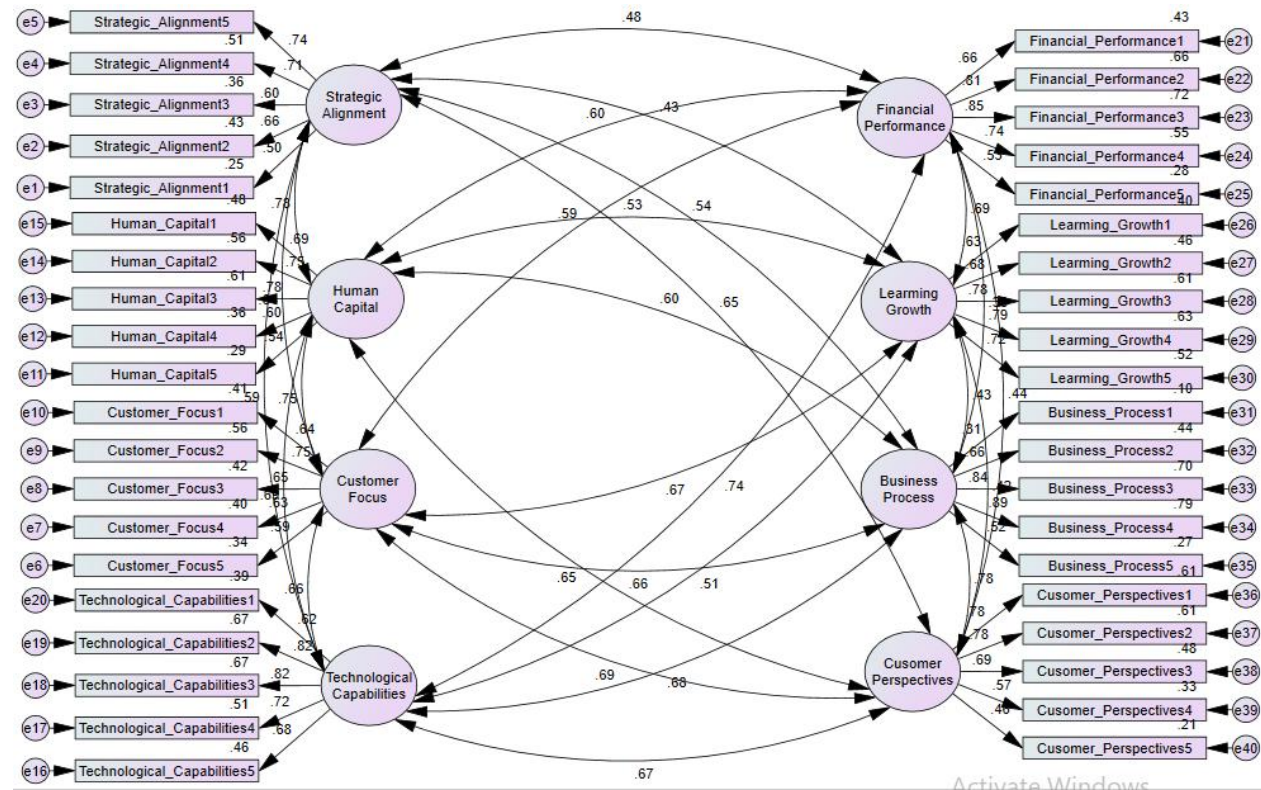 .48
.43
e5
Strategic_Alignment5
.74
.51
e4
Strategic_Alignment4
.71
.36
e3
Strategic_Alignment3
.60
.43
e2
Strategic_Alignment2
.66
.25
e1
Strategic_Alignment1
.50
Strategic
Alignment
.48
e15
Human_Capital1
.69
.56
e14
Human_Capital2
.61
e13
Human_Capital3
.78
.36
e12
Human_Capital4
.60
.29
e11
Human_Capital5
.54
Human
Capital
.41
e10
Customer_Focus1
.64
.56
e9
Customer_Focus2
.75
.42
e8
Customer_Focus3
.65
.40
e7
Customer_Focus4
.63
.34
e6
Customer_Focus5
.59
Customer
Focus
.39
e20
Technological_Capabilities1
.62
.67
e19
Technological_Capabilities2
.82
.67
e18
Technological_Capabilities3
.82
.51
e17
Technological_Capabilities4
.72
.46
e16
Technological_Capabilities5
.68
Technological
Capabilities
.78
.59
.75
.66
.60
.43
.59
.53
.54
.60
.65
.67
.74
.65
.66
.51
.69
.68
.67
Financial
Performance
.66
Financial_Performance1
e21
.66
.81
Financial_Performance2
e22
.72
.85
Financial_Performance3
e23
.55
.74
Financial_Performance4
e24
.28
.53
Financial_Performance5
e25
.40
.69
Learming
Growth
.63
Learming_Growth1
e26
.46
.68
Learming_Growth2
e27
.61
.78
Learming_Growth3
e28
.63
.79
Learming_Growth4
e29
.52
.72
Learming_Growth5
e30
.10
.43
.44
Business
Process
.31
Business_Process1
e31
.44
.66
Business_Process2
e32
.70
.84
Business_Process3
e33
.79
.89
Business_Process4
e34
.27
.52
Business_Process5
e35
.61
.78
Cusomer
Perspectives
.78
Cusomer_Perspectives1
e36
.61
.78
Cusomer_Perspectives2
e37
.48
.69
Cusomer_Perspectives3
e38
.33
.57
Cusomer_Perspectives4
e39
.21
.46
Cusomer_Perspectives5
e40
Activate Windows